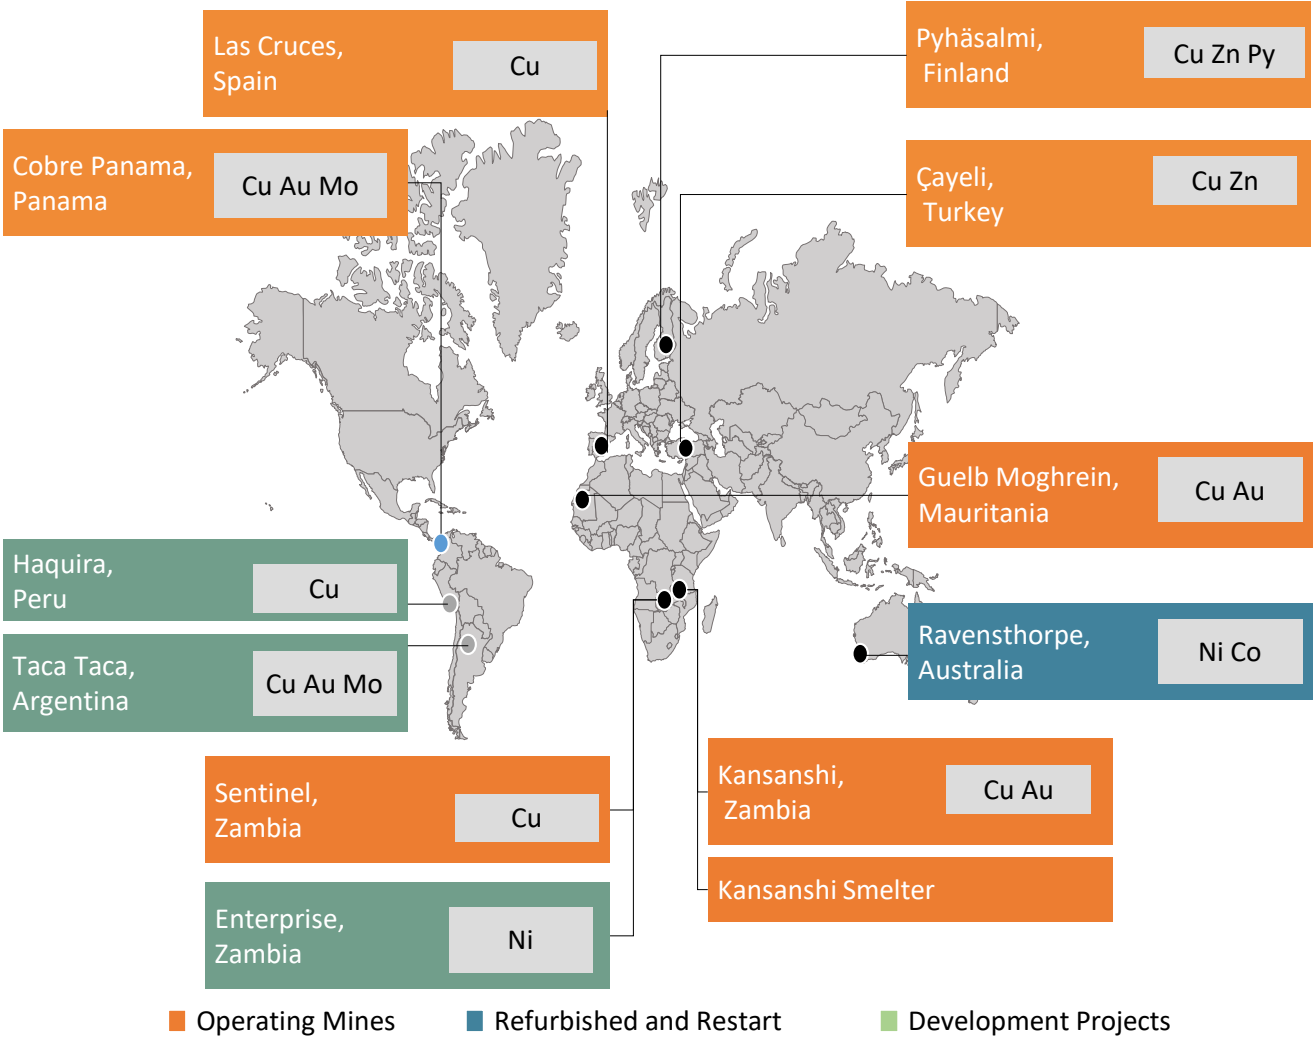 Las Cruces,
Spain
Cu
Pyhäsalmi,
Finland
Cu Zn Py
Cobre Panama,
Panama
Cu Au Mo
Çayeli,
Turkey
Cu Zn
Guelb Moghrein,
Mauritania
Cu Au
Haquira,
Peru
Cu
Ravensthorpe,
Australia
Ni Co
Taca Taca,
Argentina
Cu Au Mo
Sentinel,
Zambia
Cu
Kansanshi,
Zambia
Cu Au
Kansanshi Smelter
Enterprise,
Zambia
Ni
Operating Mines
Refurbished and Restart
Development Projects